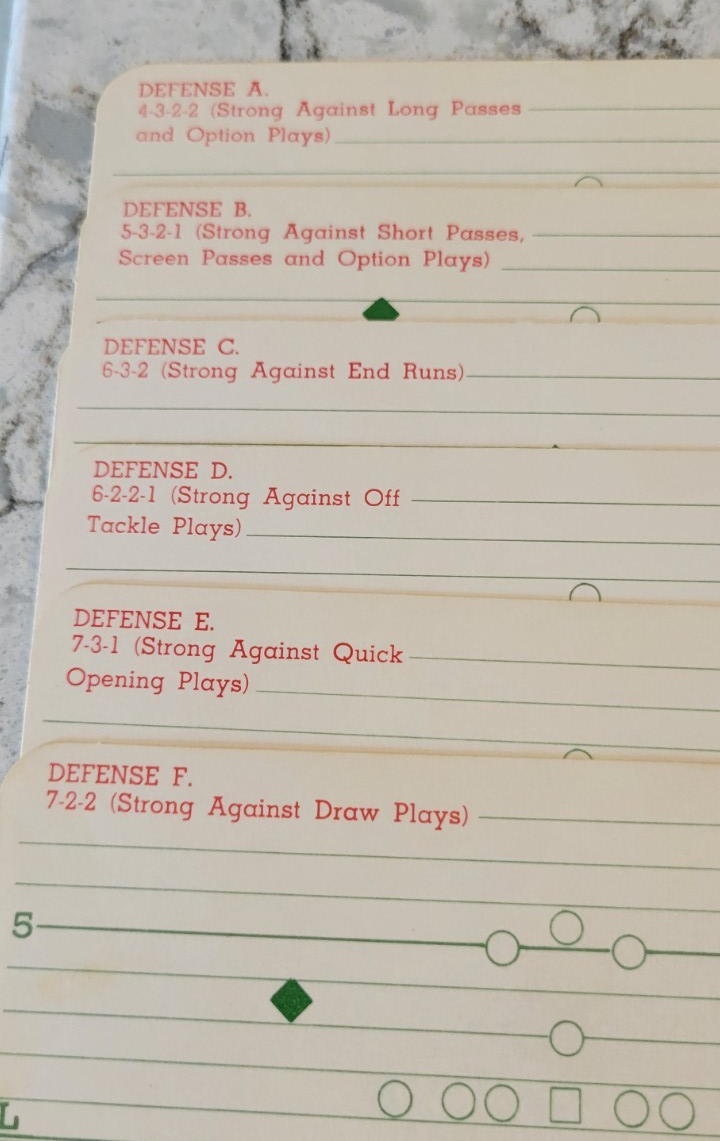 DEFENSE A.
4-3-2-2 (Strong Against Long Passes
and Option Plays)
DEFENSE B.
5-3-2-1 (Strong Against Short Passes,
Screen Passes and Option Plays)
DEFENSE C.
6-3-2 (Strong Against End Runs)
DEFENSE D.
6-2-2-1 (Strong Against Off
Tackle Plays)
DEFENSE E.
7-3-1 (Strong Against Quick
Opening Plays)
DEFENSE F.
7-2-2 (Strong Against Draw Plays)
5
L